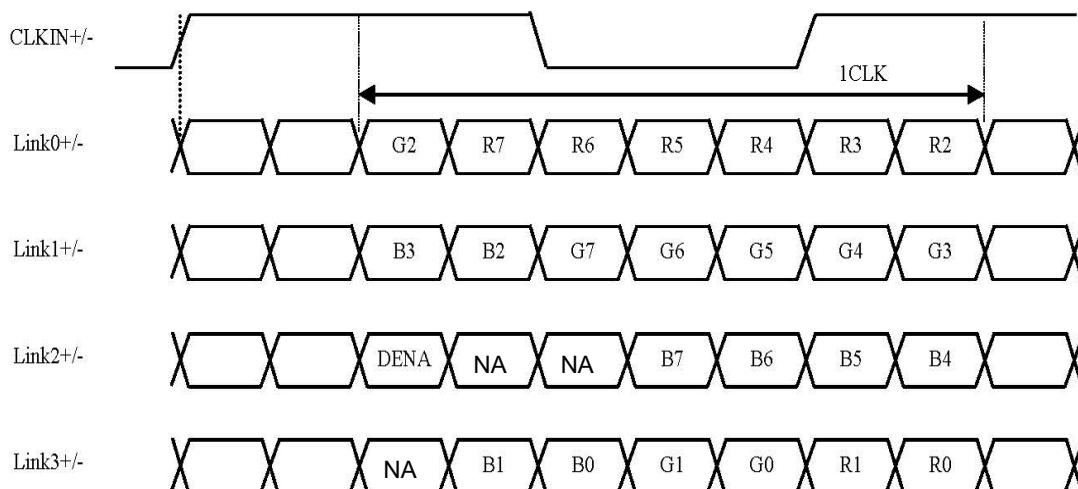 CLKIN+/-
1CLK
Link0+/- G2 R7 R6 R5 R4 R3 R2
Link1+/- B3 B2 G7 G6 G5 G4 G3
Link2+/- DENA NA NA B7 B6 B5 B4
Link3+/- NA B1 B0 G1 G0 R1 R0